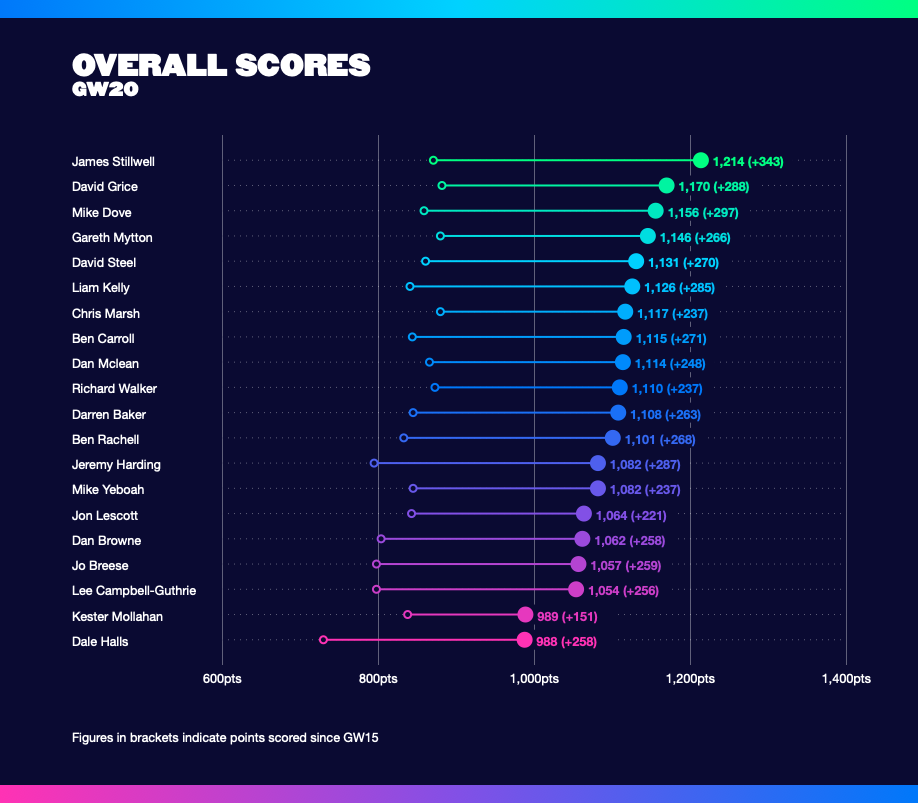 OVERALL SCORES
GW20
James Stillwell 1,214 (+343)
David Grice 1,170 (+288)
Mike Dove 1,156 (+297)
Gareth Mytton 1,146 (+266)
David Steel 1,131 (+270)
Liam Kelly 1,126 (+285)
Chris Marsh 1,117 (+237)
Ben Carroll 1,115 (+271)
Dan Mclean 1,114 (+248)
Richard Walker 1,110 (+237)
Darren Baker 1,108 (+263)
Ben Rachell 1,101 (+268)
Jeremy Harding 1,082 (+287)
Mike Yeboah 1,082 (+237)
Jon Lescott 1,064 (+221)
Dan Browne 1,062 (+258)
Jo Breese 1,057 (+259)
Lee Campbell-Guthrie 1,054 (+256)
Kester Mollahan 989 (+151)
Dale Halls 988 (+258)
600pts 800pts 1,000pts 1,200pts 1,400pts
Figures in brackets indicate points scored since GW15